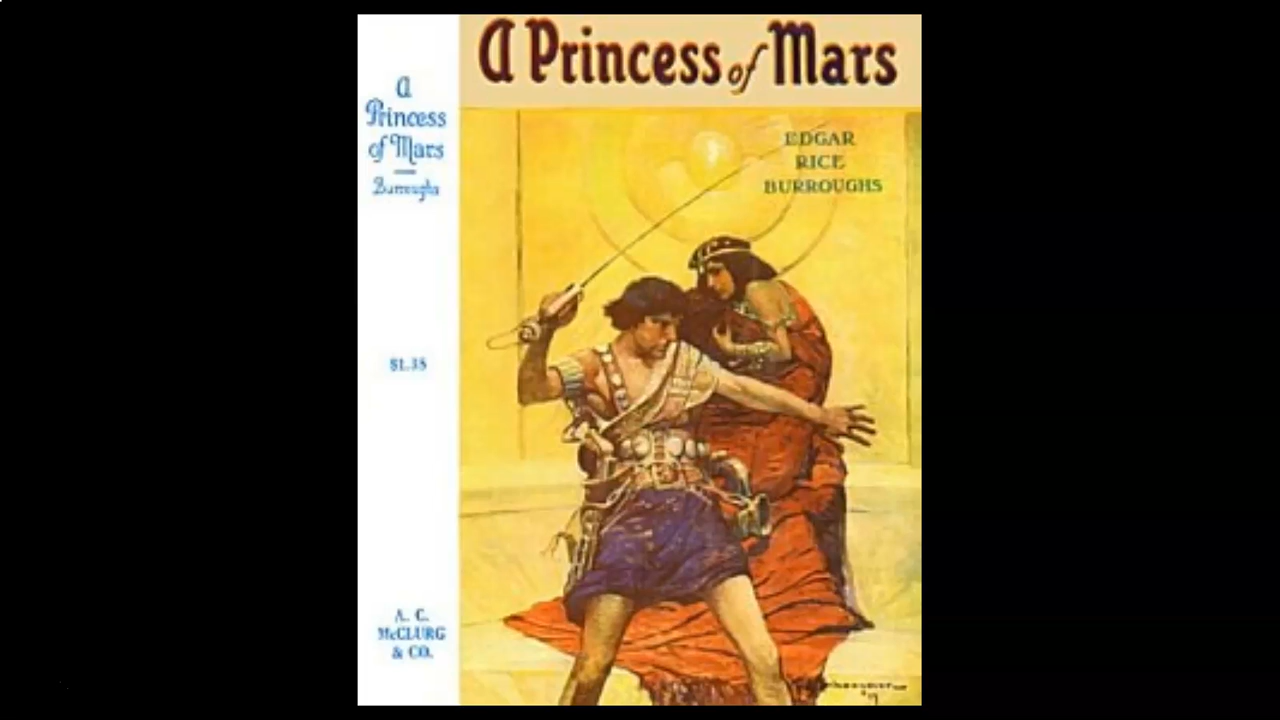 A
Princess
of Mars
Burroughs
$1.35
A. C.
McCLURG
& CO.
A Princess of Mars
EDGAR
RICE
BURROUGHS